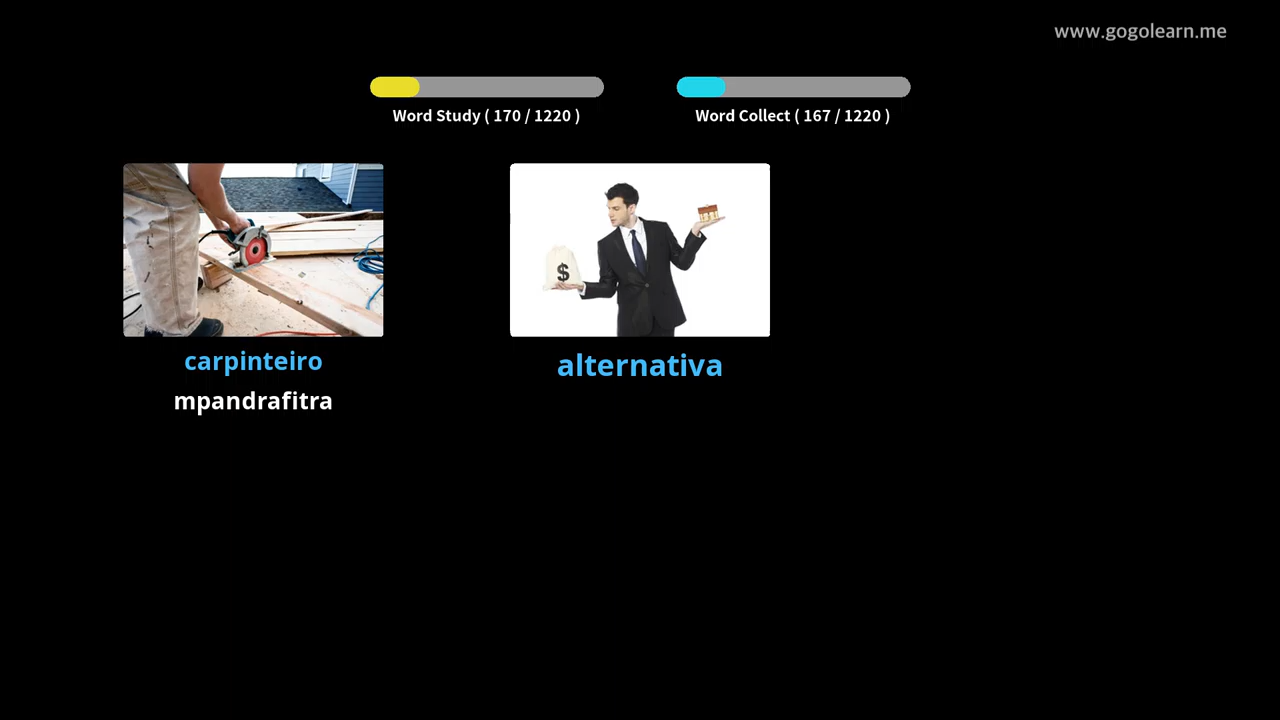 www.gogolearn.me
Word Study ( 170 / 1220 )
Word Collect ( 167 / 1220 )
$
carpinteiro
mpandrafitra
alternativa